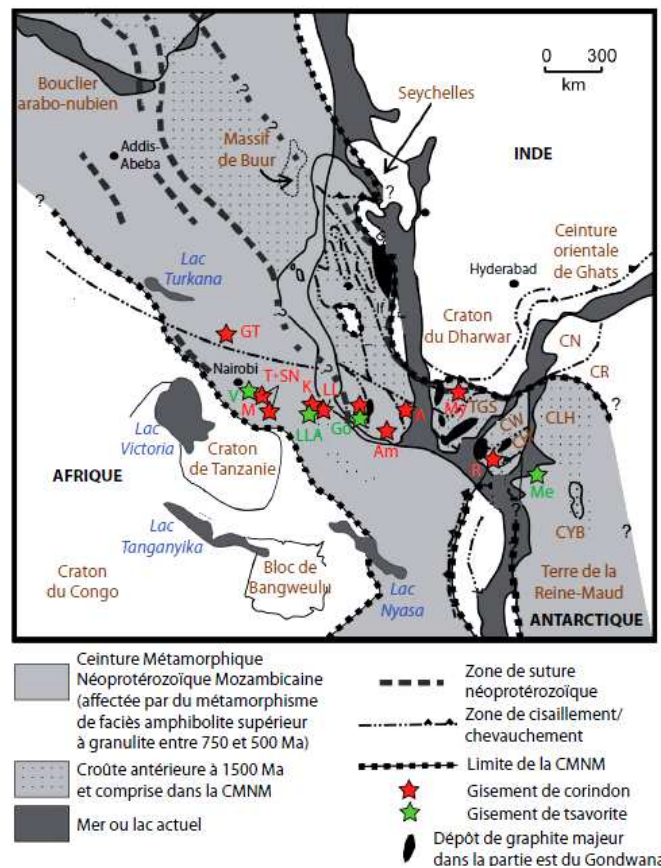 Bouclier
arabo-nubien
Addis-
Abeba
Massif
de Buur
Seychelles
0 300
km
INDE
Ceinture
orientale
de Ghats
Hyderabad
Craton
du Dharwar
Lac
Turkana
GT
Nairobi
V
T+SN
M
K
LL
LLA
Go
Am
A
My
TGS
CW
R
CN
CR
CLH
Me
CYB
Lac
Victoria
Craton
de Tanzanie
AFRIQUE
Lac
Tanganyika
Craton
du Congo
Bloc de
Bangweulu
Lac
Nyasa
Terre de la
Reine-Maud
ANTARCTIQUE
Ceinture Métamorphique
Néoprotérozoïque Mozambicaine
(affectée par du métamorphisme
de faciès amphibolite supérieur
à granulite entre 750 et 500 Ma)
Croûte antérieure à 1500 Ma
et comprise dans la CMNM
Mer ou lac actuel
Zone de suture
néoprotérozoïque
Zone de cisaillement/
chevauchement
Limite de la CMNM
Gisement de corindon
Gisement de tsavorite
Dépôt de graphite majeur
dans la partie est du Gondwana